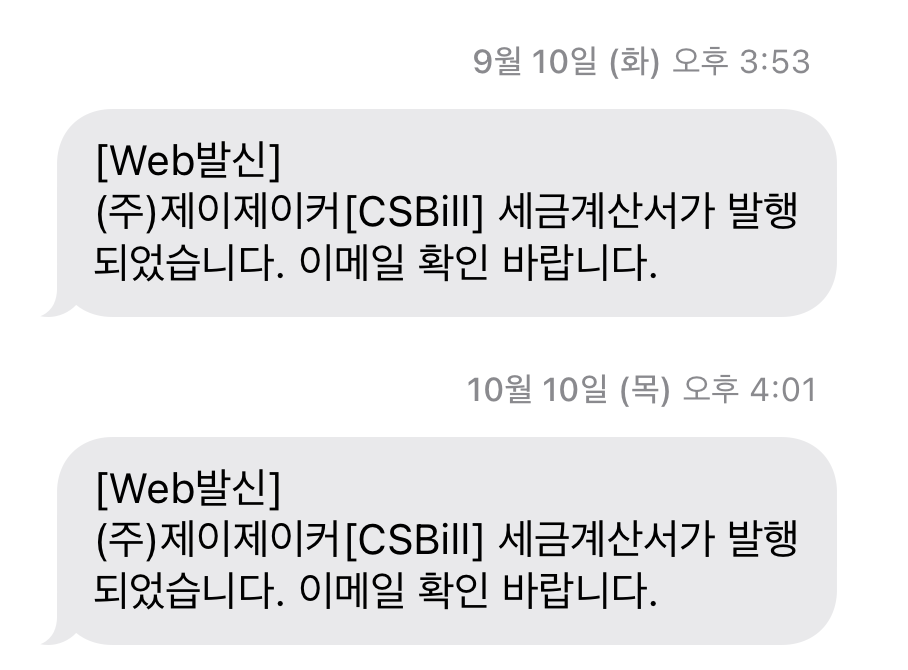 9월 10일 (화) 오후 3:53
[Web발신]
(주)제이제이커[CSBill] 세금계산서가 발행
되었습니다. 이메일 확인 바랍니다.
10월 10일 (목) 오후 4:01
[Web발신]
(주)제이제이커[CSBill] 세금계산서가 발행
되었습니다. 이메일 확인 바랍니다.